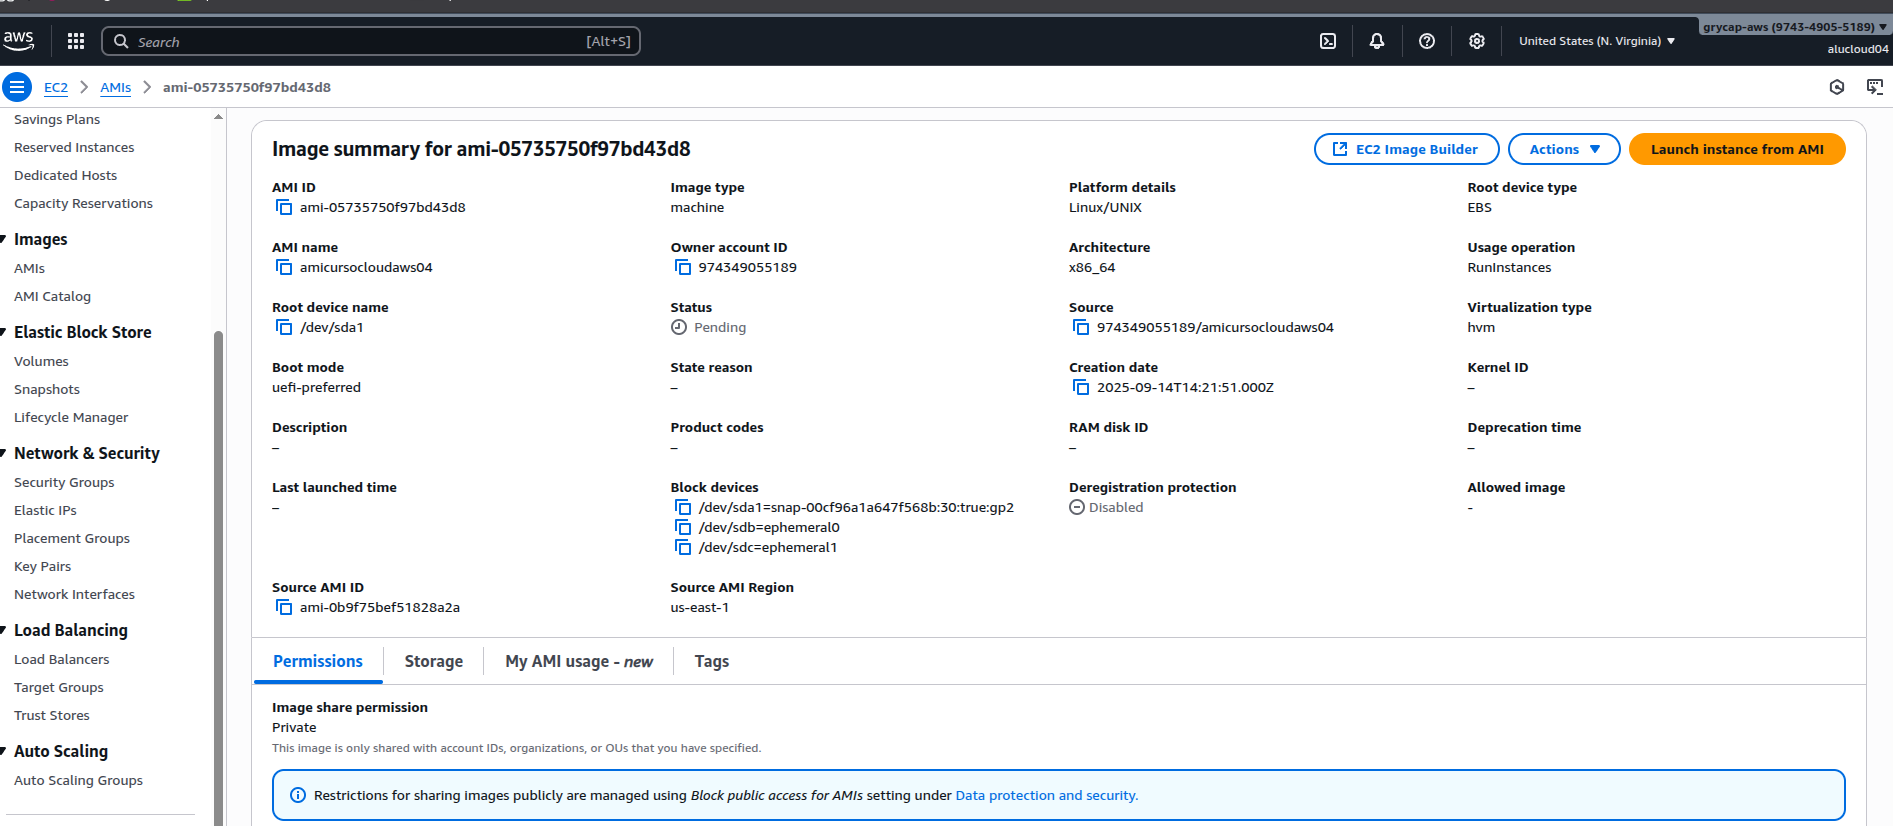 aws
Search [Alt+S]
United States (N. Virginia)
grycap-aws (9743-4905-5189)
alucloud04
EC2 AMIs ami-05735750f97bd43d8
Savings Plans
Reserved Instances
Dedicated Hosts
Capacity Reservations
Images
AMIs
AMI Catalog
Elastic Block Store
Volumes
Snapshots
Lifecycle Manager
Network & Security
Security Groups
Elastic IPs
Placement Groups
Key Pairs
Network Interfaces
Load Balancing
Load Balancers
Target Groups
Trust Stores
Auto Scaling
Auto Scaling Groups
Image summary for ami-05735750f97bd43d8
EC2 Image Builder
Actions
Launch instance from AMI
AMI ID
ami-05735750f97bd43d8
Image type
machine
Platform details
Linux/UNIX
Root device type
EBS
AMI name
amicursocloudaws04
Owner account ID
974349055189
Architecture
x86_64
Usage operation
RunInstances
Root device name
/dev/sda1
Status
Pending
Source
974349055189/amicursocloudaws04
Virtualization type
hvm
Boot mode
uefi-preferred
State reason
–
Creation date
2025-09-14T14:21:51.000Z
Kernel ID
–
Description
–
Product codes
–
RAM disk ID
–
Deprecation time
–
Last launched time
–
Block devices
/dev/sda1=snap-00cf96a1a647f568b:30:true:gp2
/dev/sdb=ephemeral0
/dev/sdc=ephemeral1
Deregistration protection
Disabled
Allowed image
-
Source AMI ID
ami-0b9f75bef51828a2a
Source AMI Region
us-east-1
Permissions
Storage
My AMI usage - new
Tags
Image share permission
Private
This image is only shared with account IDs, organizations, or OUs that you have specified.
Restrictions for sharing images publicly are managed using Block public access for AMIs setting under Data protection and security.